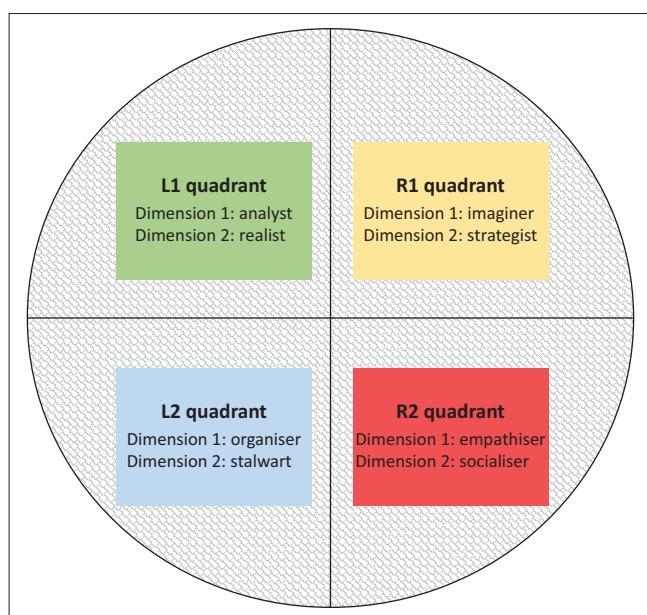 L1 quadrant
Dimension 1: analyst
Dimension 2: realist
R1 quadrant
Dimension 1: imaginer
Dimension 2: strategist
L2 quadrant
Dimension 1: organiser
Dimension 2: stalwart
R2 quadrant
Dimension 1: empathiser
Dimension 2: socialiser